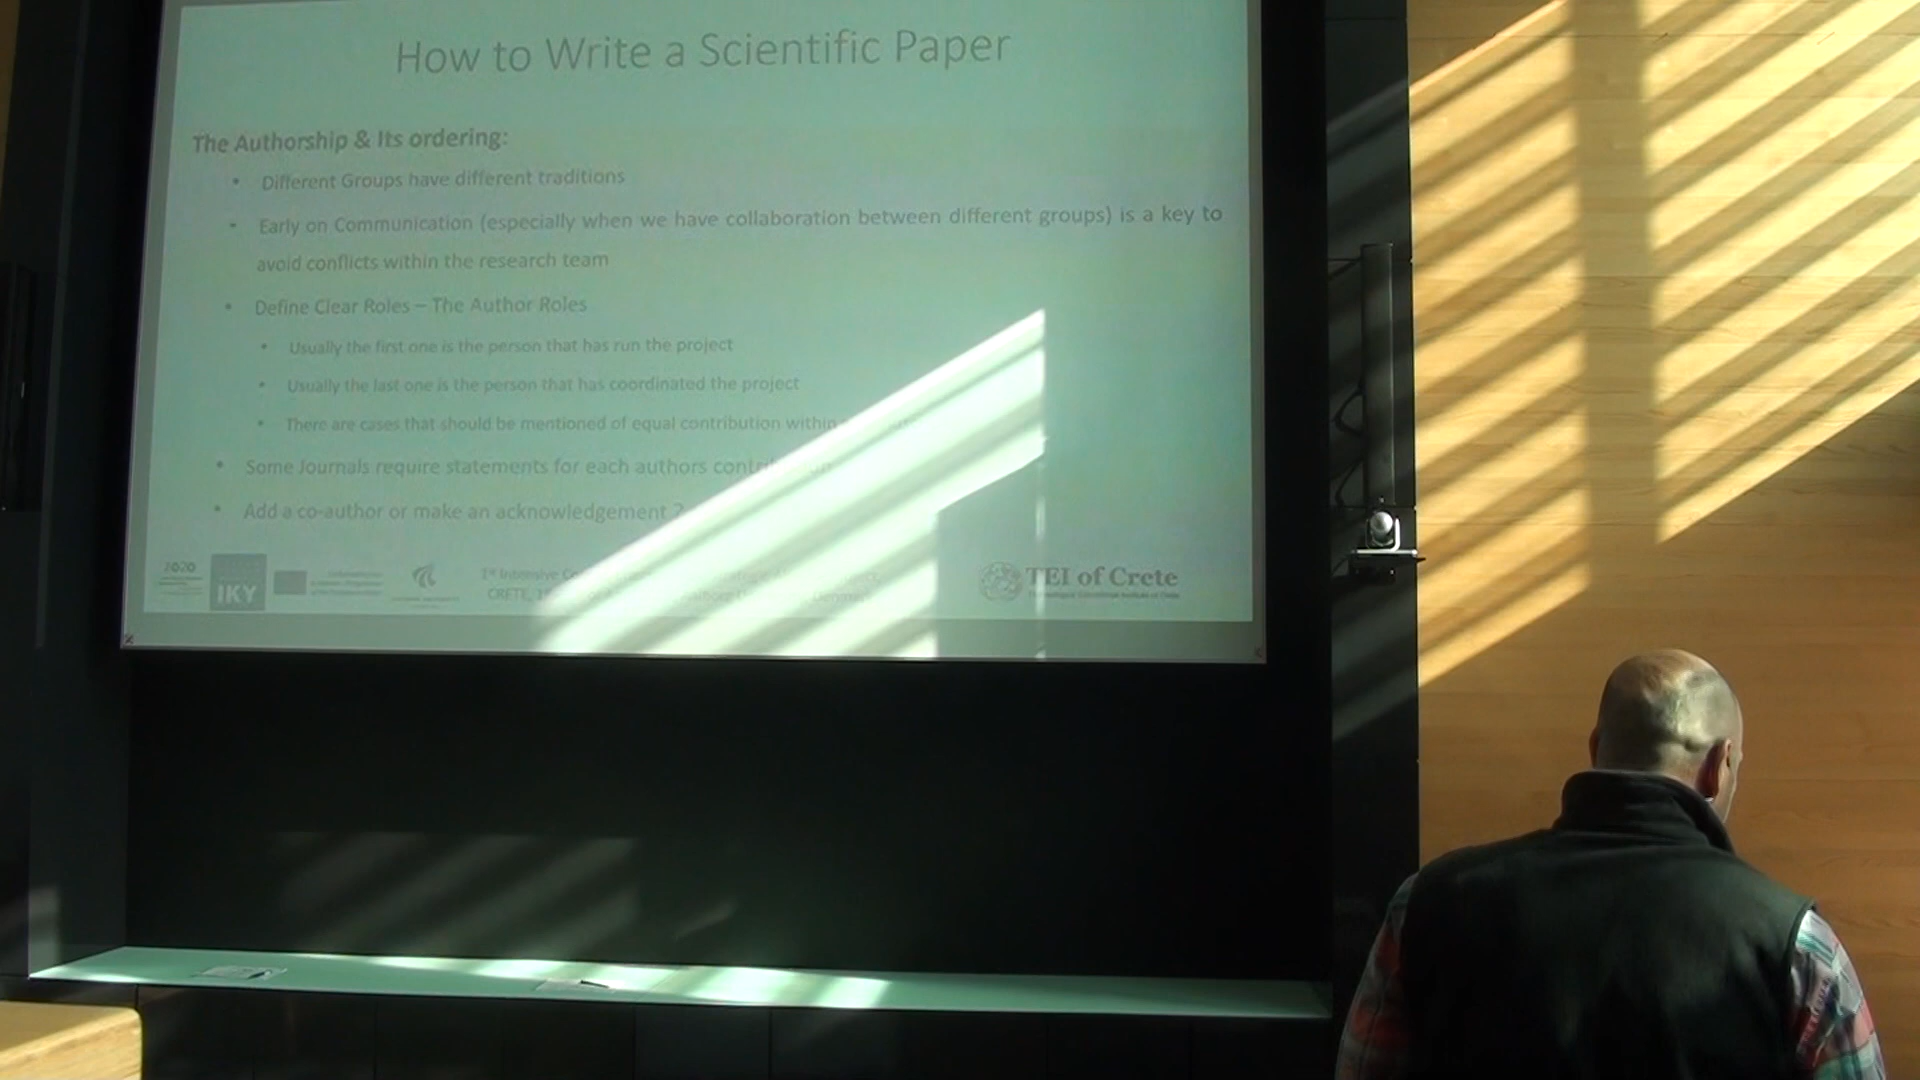 How to Write a Scientific Paper
The Authorship & Its ordering:
• Different Groups have different traditions
• Early on Communication (especially when we have collaboration between different groups) is a key to
avoid conflicts within the research team
• Define Clear Roles – The Author Roles
• Usually the first one is the person that has run the project
• Usually the last one is the person that has coordinated the project
• There are cases that should be mentioned of equal contribution within
• Some Journals require statements for each authors
• Add a co-author or make an acknowledgement ?
2020
IKY
1st Intensive
CRETE,
TEI of Crete